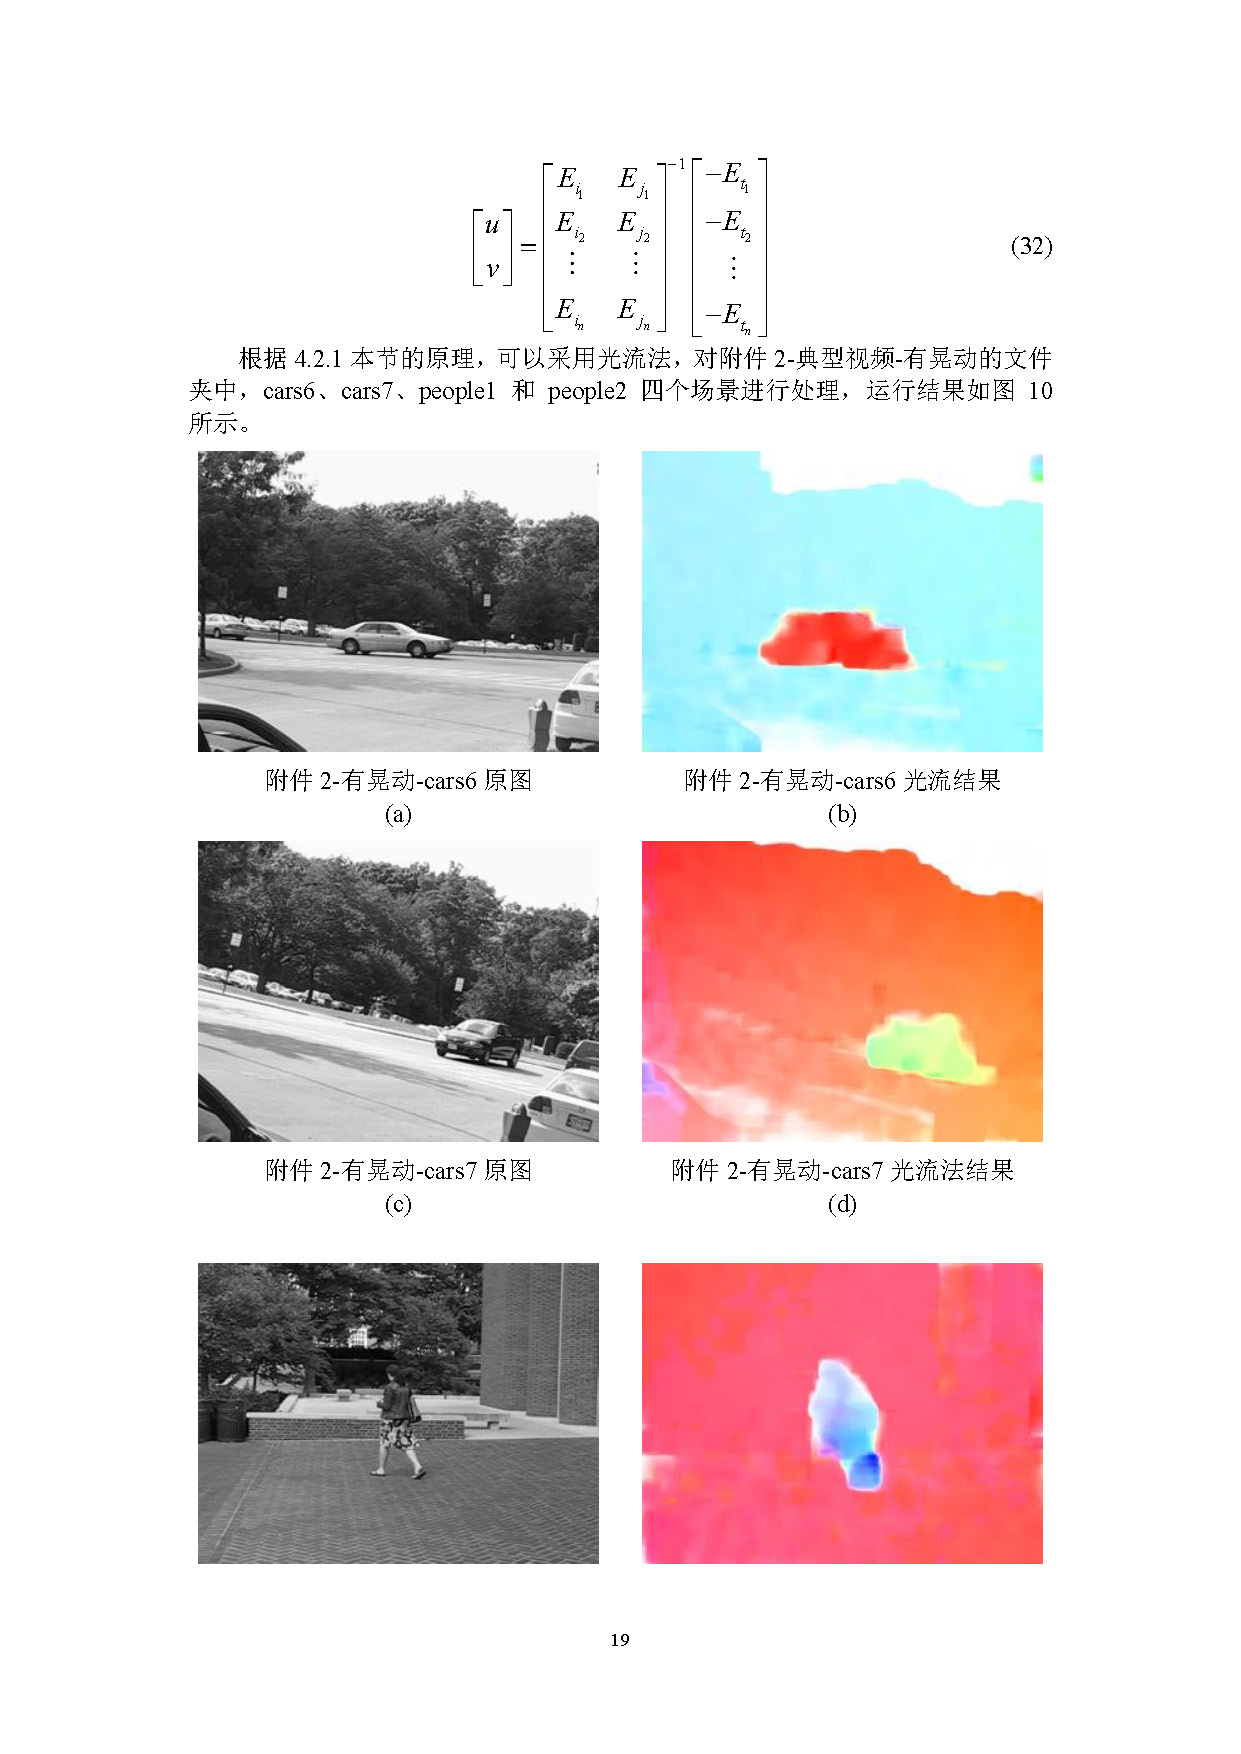 [u v] = [E_{i_1} E_{j_1} E_{i_2} E_{j_2} ⋮ ⋮ E_{i_n} E_{j_n}]^{-1} [-E_{t_1} -E_{t_2} ⋮ -E_{t_n}] (32)
根据 4.2.1 本节的原理，可以采用光流法，对附件 2-典型视频-有晃动的文件
夹中，cars6、cars7、people1 和 people2 四个场景进行处理，运行结果如图 10
所示。
附件 2-有晃动-cars6 原图
附件 2-有晃动-cars6 光流结果
(a)
(b)
附件 2-有晃动-cars7 原图
附件 2-有晃动-cars7 光流法结果
(c)
(d)
19